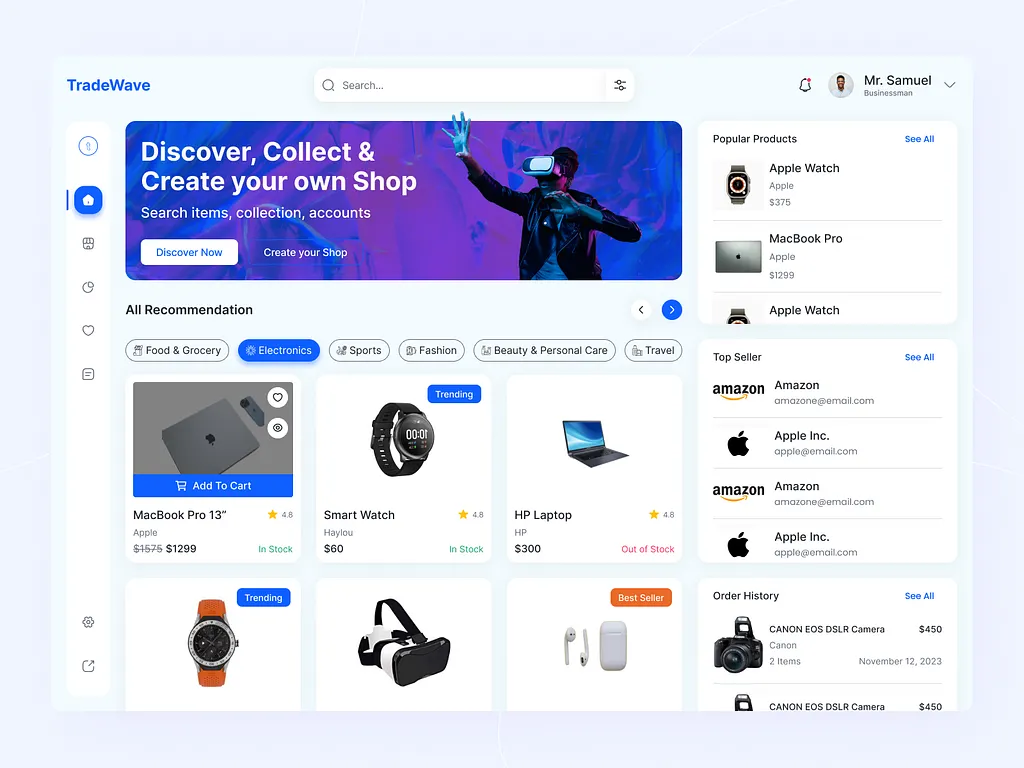 TradeWave
Search...
Mr. Samuel
Businessman
Discover, Collect &
Create your own Shop
Search items, collection, accounts
Discover Now
Create your Shop
All Recommendation
Food & Grocery
Electronics
Sports
Fashion
Beauty & Personal Care
Travel
Add To Cart
MacBook Pro 13”
4.8
Apple
$1575 $1299
In Stock
Trending
00:01
Smart Watch
4.8
Haylou
$60
In Stock
HP Laptop
4.8
HP
$300
Out of Stock
Trending
Best Seller
Popular Products
See All
Apple Watch
Apple
$375
MacBook Pro
Apple
$1299
Apple Watch
Top Seller
See All
amazon
Amazon
amazone@email.com
Apple Inc.
apple@email.com
amazon
Amazon
amazone@email.com
Apple Inc.
apple@email.com
Order History
See All
CANON EOS DSLR Camera
$450
Canon
2 Items
November 12, 2023
CANON EOS DSLR Camera
$450